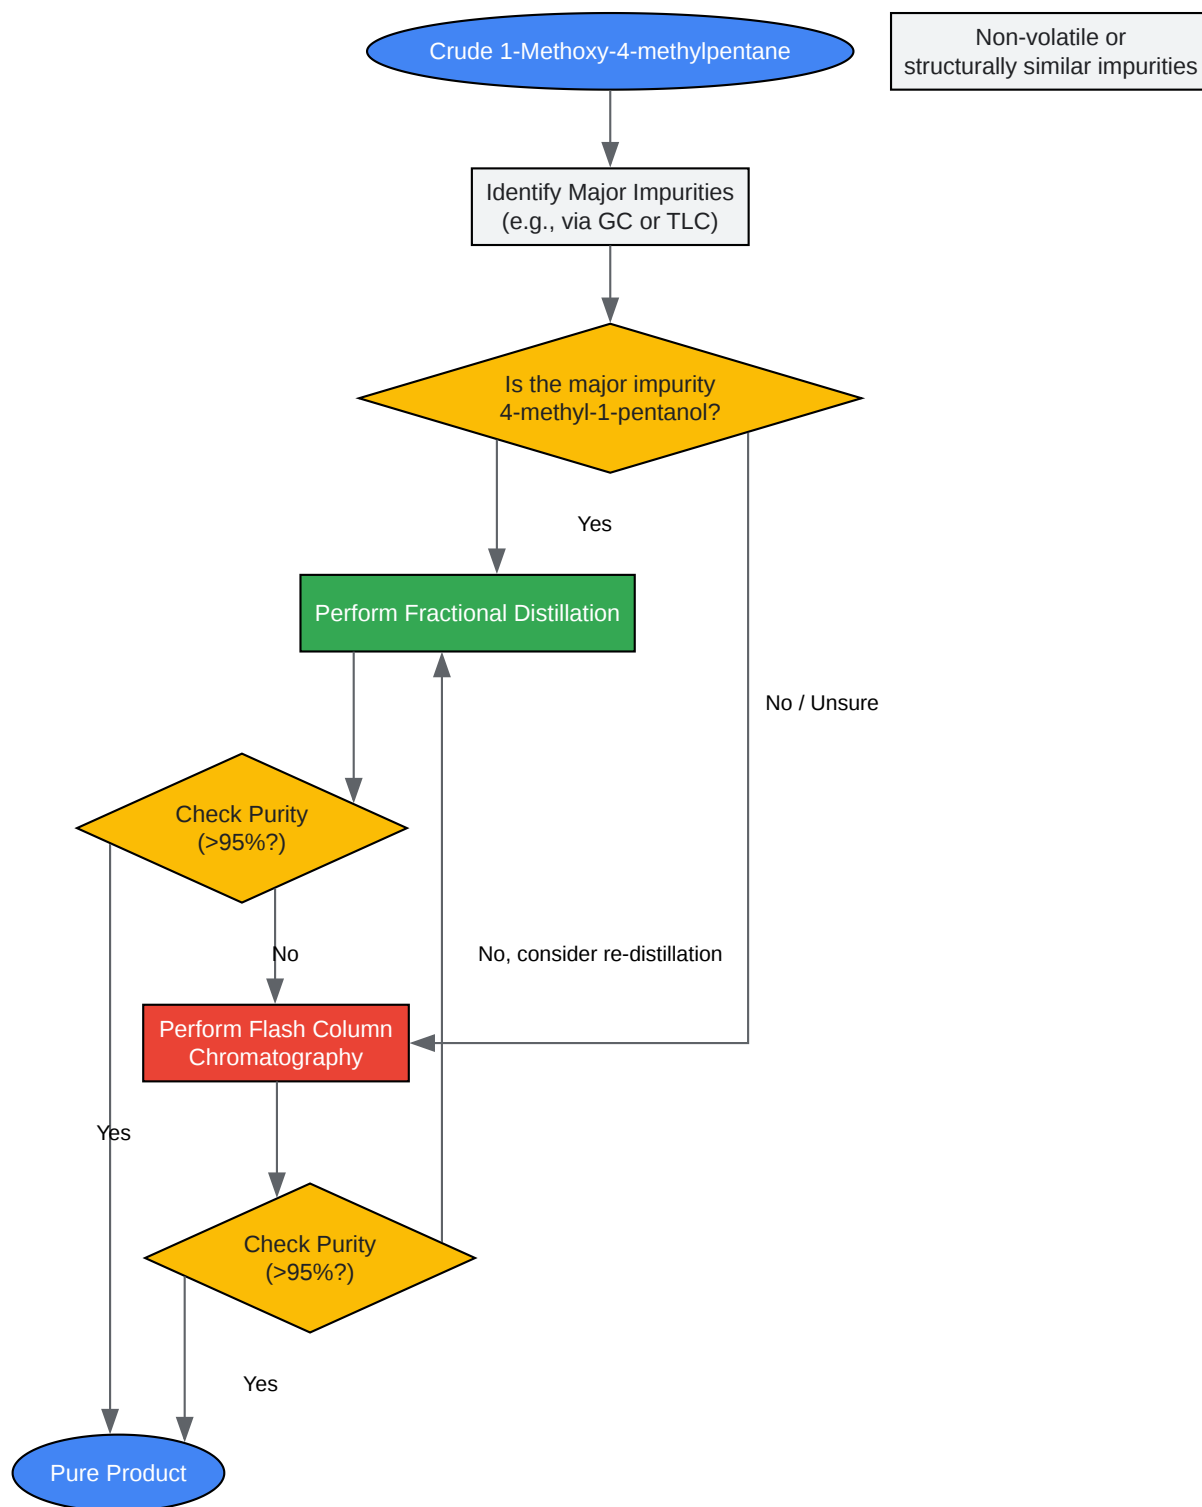 Crude 1-Methoxy-4-methylpentane
Non-volatile or
structurally similar impurities
Identify Major Impurities
(e.g., via GC or TLC)
Is the major impurity
4-methyl-1-pentanol?
Yes
Perform Fractional Distillation
No / Unsure
Check Purity
(>95%?)
No
No, consider re-distillation
Perform Flash Column
Chromatography
Yes
Check Purity
(>95%?)
Yes
Pure Product